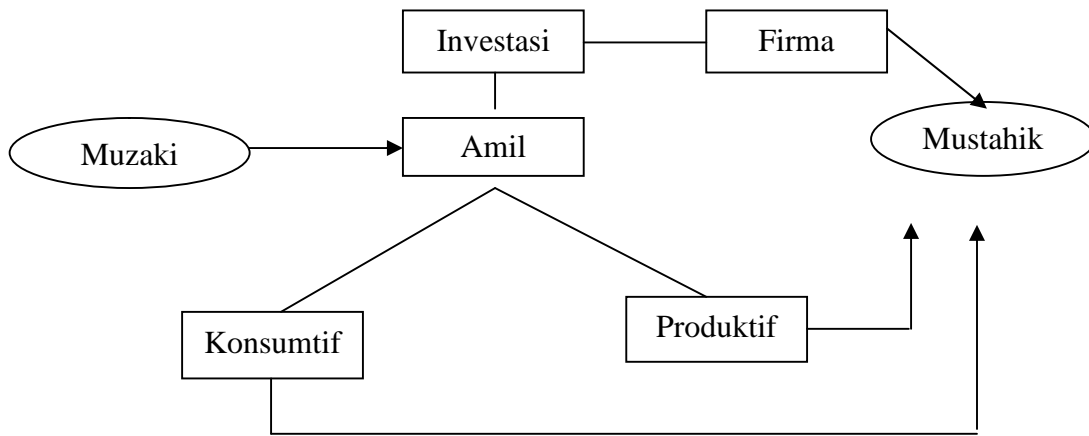 Investasi
Firma
Muzaki
Amil
Mustahik
Konsumtif
Produktif